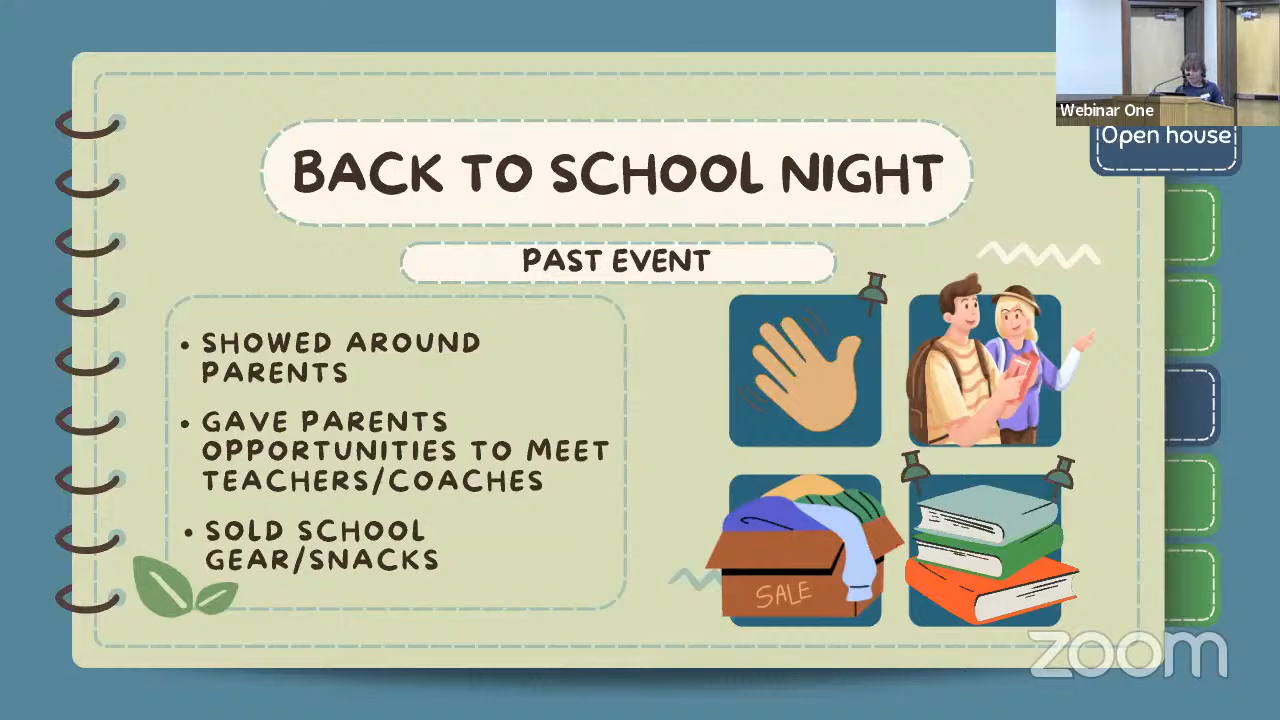 Webinar One
Open house
BACK TO SCHOOL NIGHT
PAST EVENT
• SHOWED AROUND
PARENTS
• GAVE PARENTS
OPPORTUNITIES TO MEET
TEACHERS/COACHES
• SOLD SCHOOL
GEAR/SNACKS
SALE
zoom